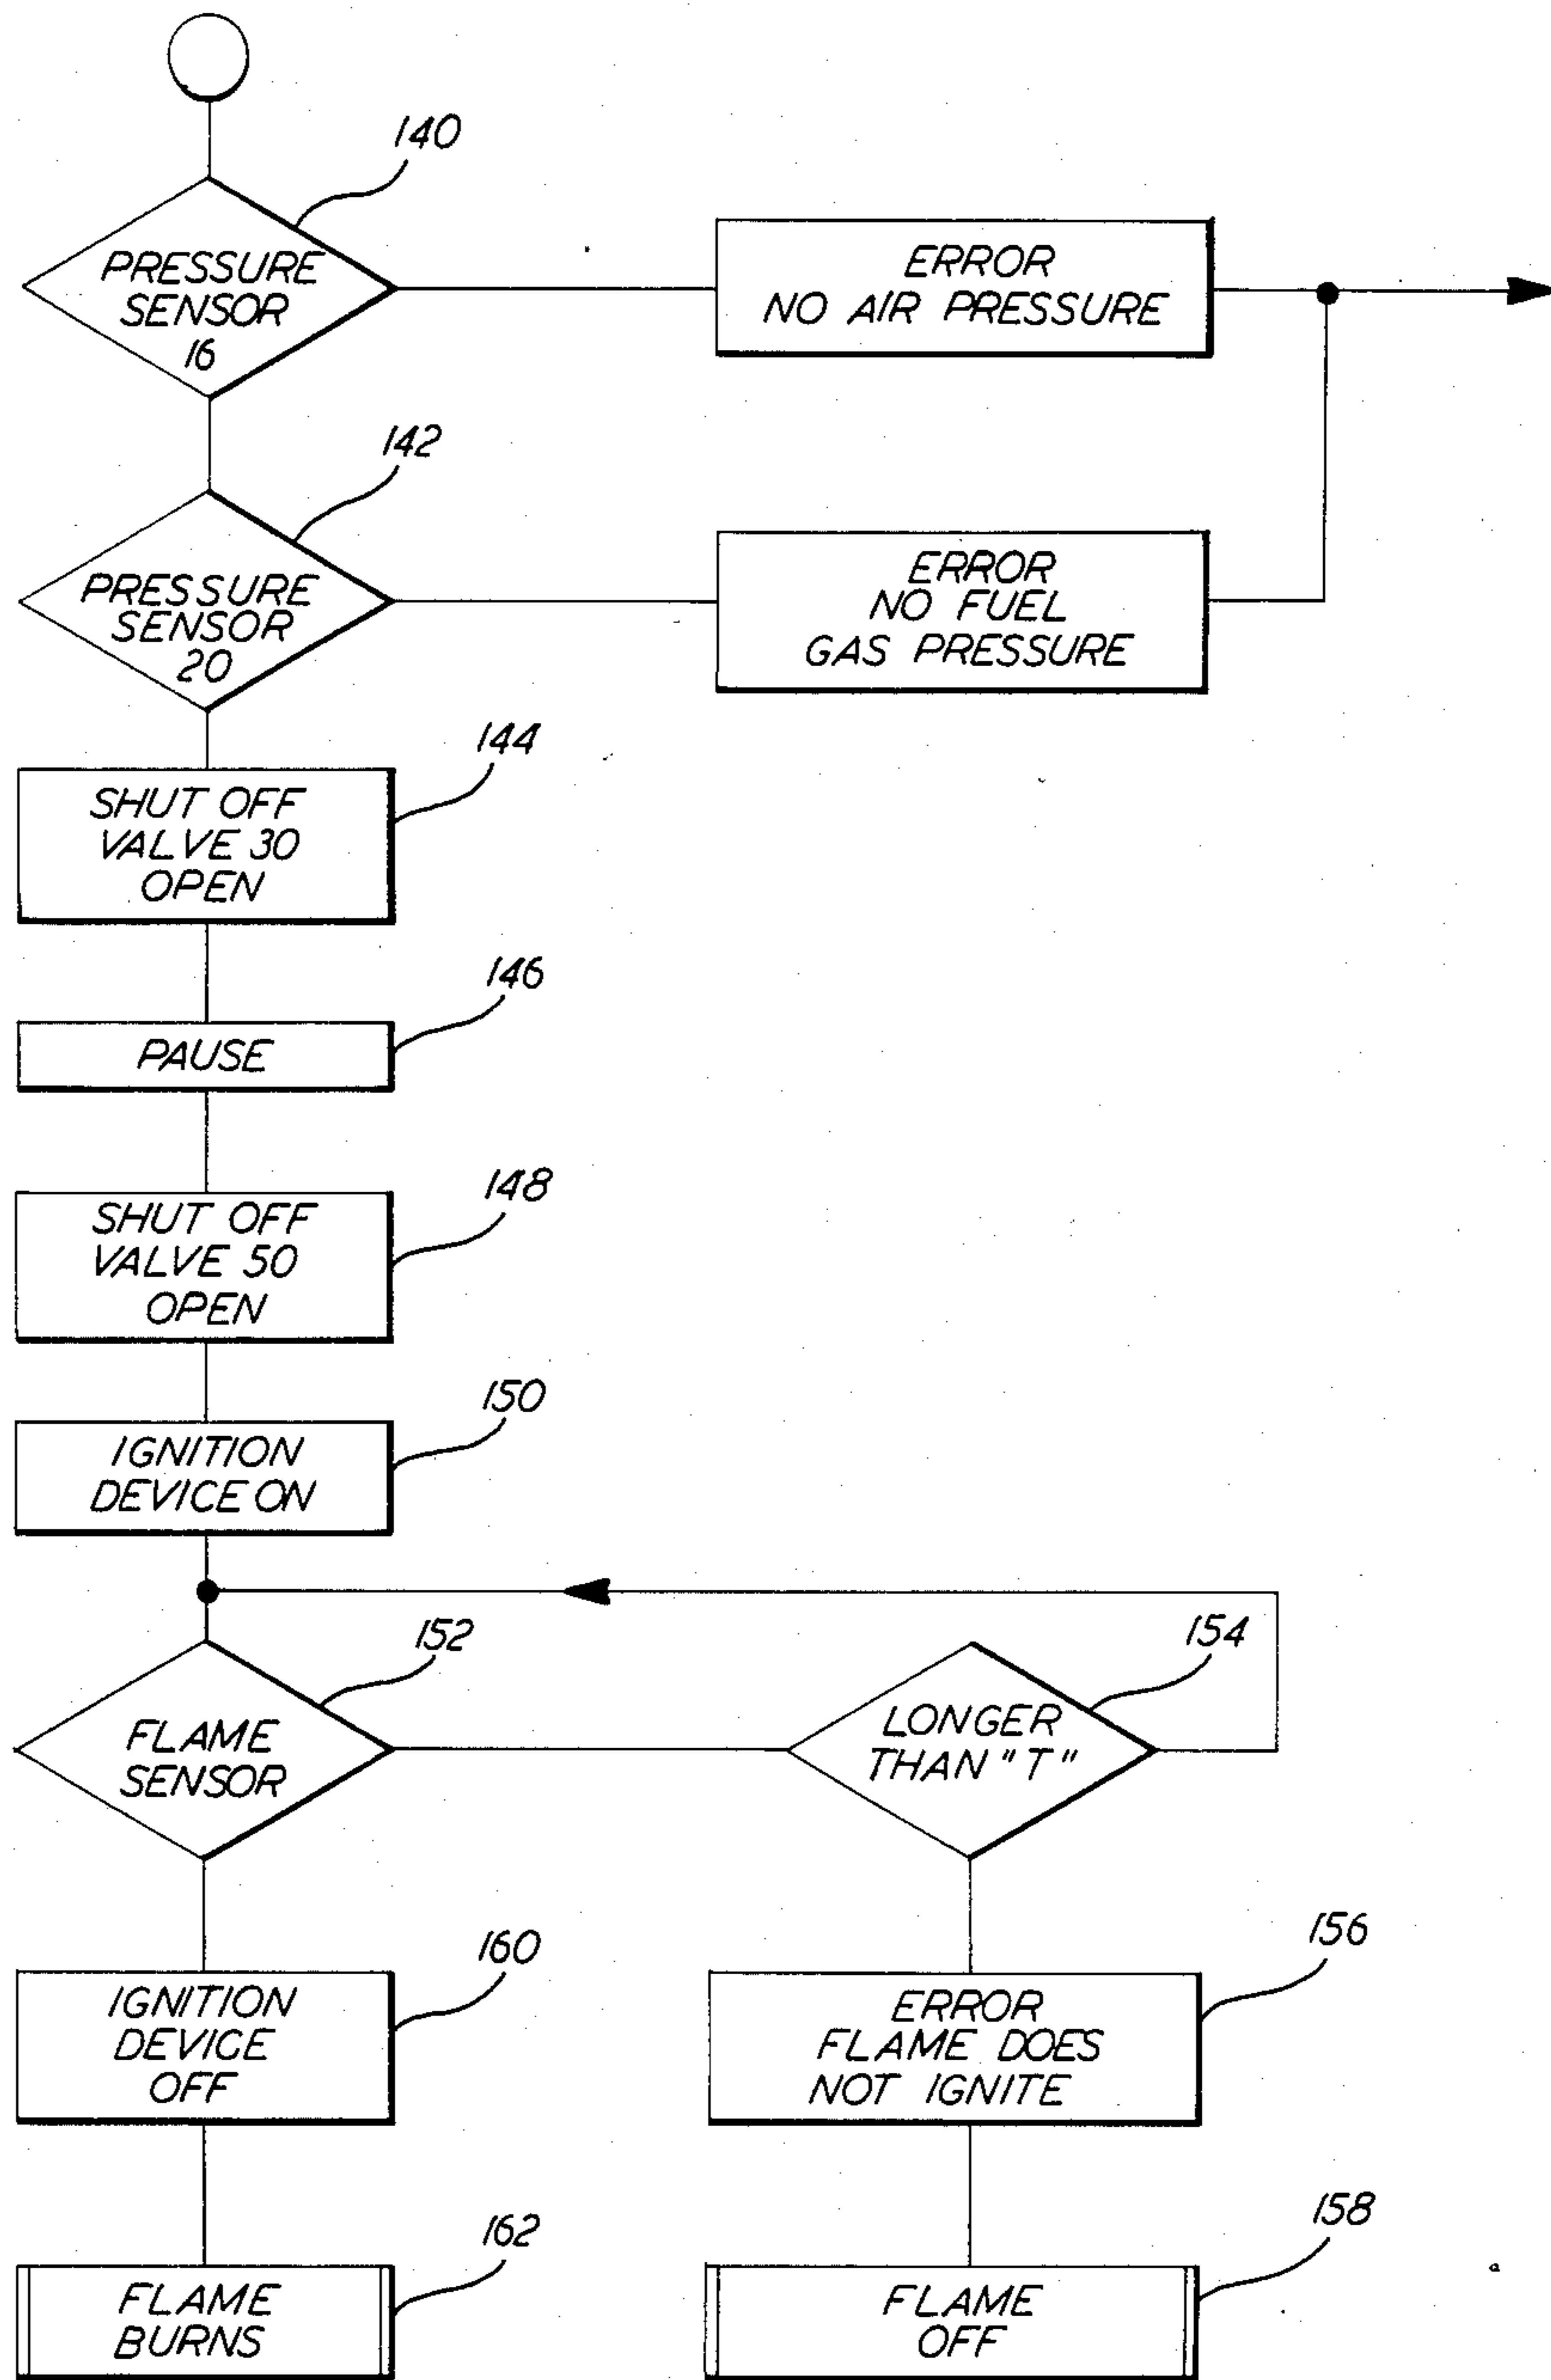 140
PRESSURE
SENSOR
16
ERROR
NO AIR PRESSURE
142
PRESSURE
SENSOR
20
ERROR
NO FUEL
GAS PRESSURE
144
SHUT OFF
VALVE 30
OPEN
146
PAUSE
148
SHUT OFF
VALVE 50
OPEN
150
IGNITION
DEVICE ON
152
FLAME
SENSOR
154
LONGER
THAN "T"
160
IGNITION
DEVICE
OFF
156
ERROR
FLAME DOES
NOT IGNITE
162
FLAME
BURNS
158
FLAME
OFF